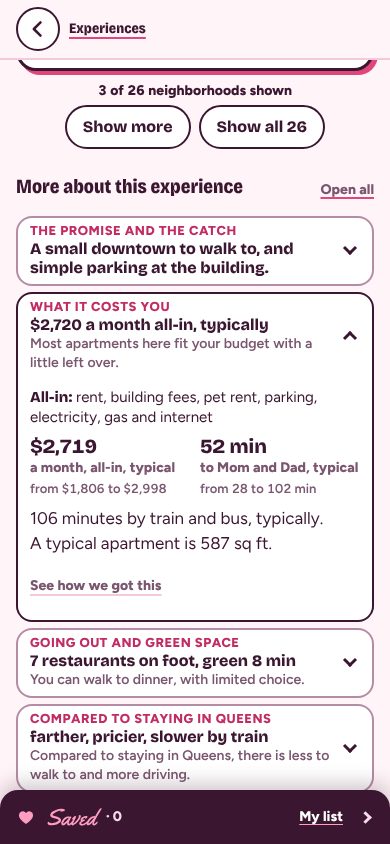 Experiences
3 of 26 neighborhoods shown
Show more
Show all 26
More about this experience
Open all
THE PROMISE AND THE CATCH
A small downtown to walk to, and
simple parking at the building.
WHAT IT COSTS YOU
$2,720 a month all-in, typically
Most apartments here fit your budget with a
little left over.
All-in: rent, building fees, pet rent, parking,
electricity, gas and internet
$2,719
a month, all-in, typical
from $1,806 to $2,998
52 min
to Mom and Dad, typical
from 28 to 102 min
106 minutes by train and bus, typically.
A typical apartment is 587 sq ft.
See how we got this
GOING OUT AND GREEN SPACE
7 restaurants on foot, green 8 min
You can walk to dinner, with limited choice.
COMPARED TO STAYING IN QUEENS
farther, pricier, slower by train
Compared to staying in Queens, there is less to
walk to and more driving.
Saved · 0
My list